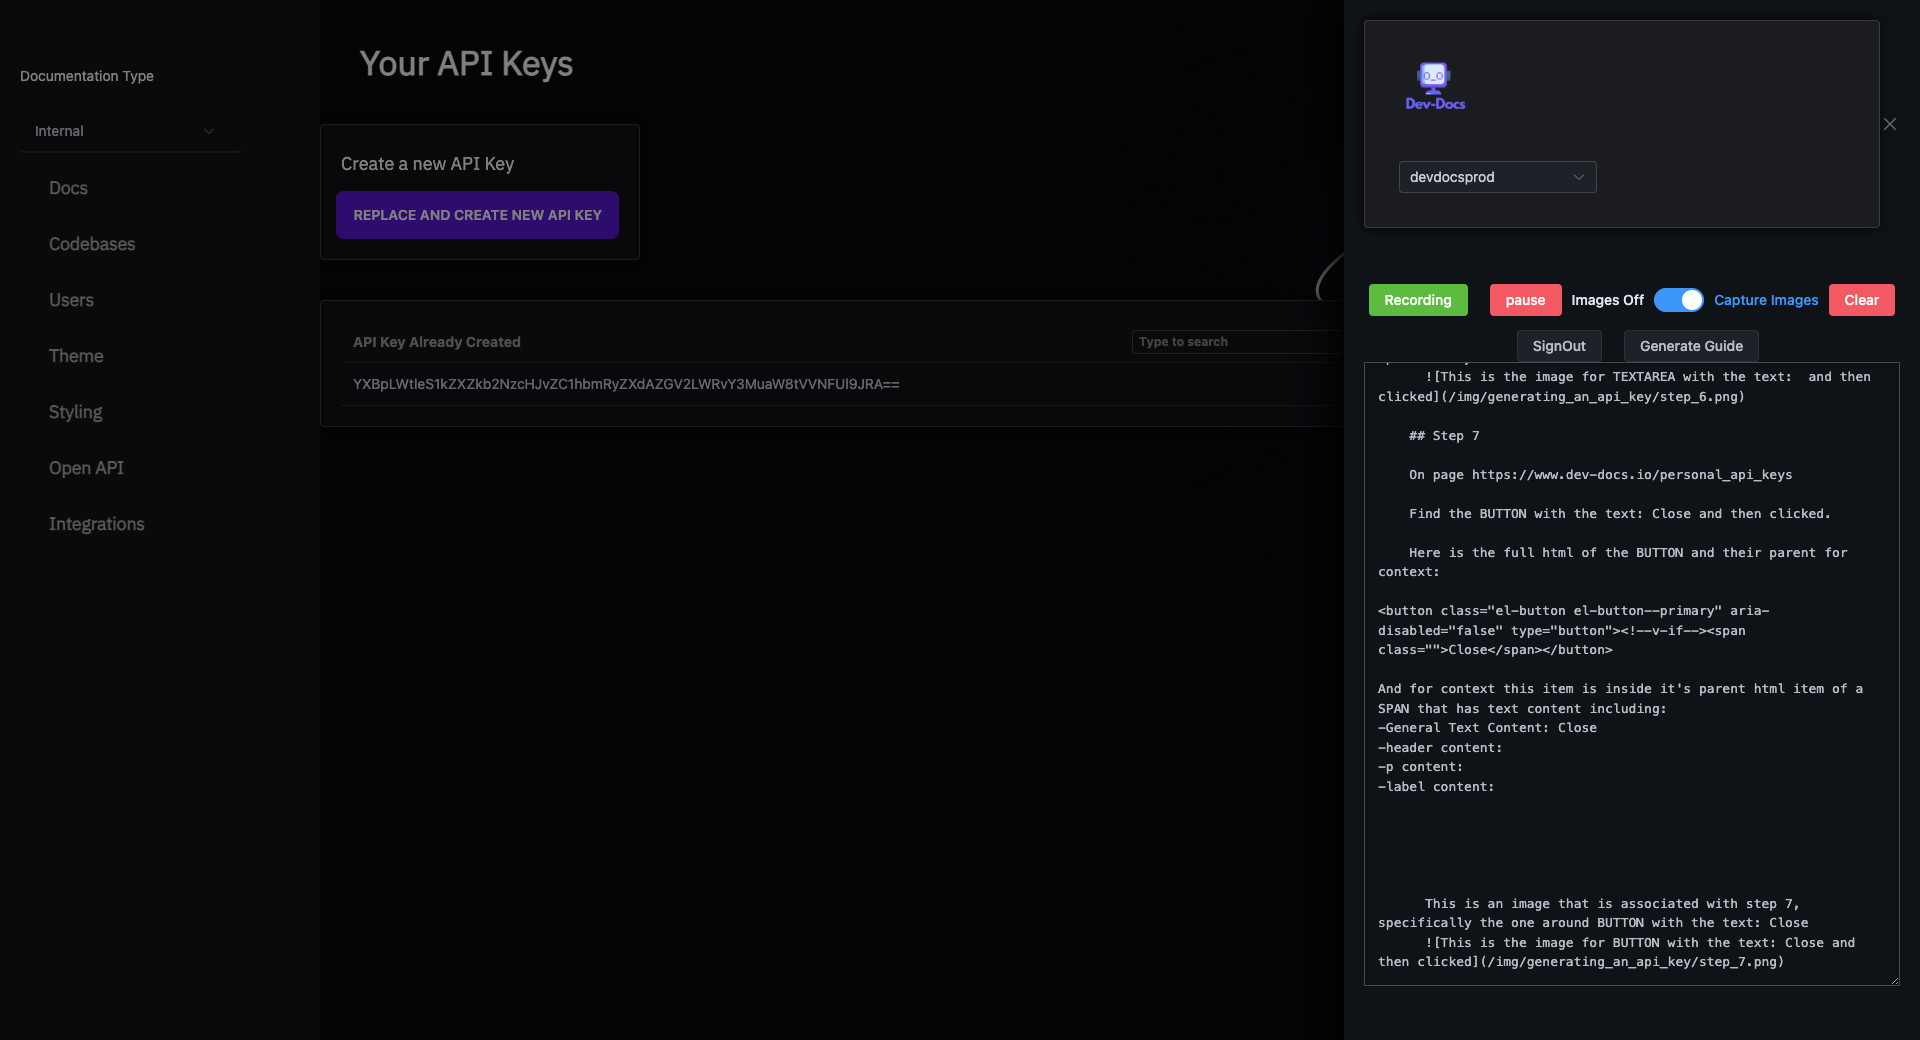 Documentation Type
Internal
Docs
Codebases
Users
Theme
Styling
Open API
Integrations
Your API Keys
Create a new API Key
REPLACE AND CREATE NEW API KEY
API Key Already Created
Type to search
YXBpLWtleS1kZXZkb2NzcHJvZC1hbmRyZXdAZGV2LWRvY3MuaW8tVVNFUl9JRA==
Dev-Docs
devdocsprod
Recording
pause
Images Off
Capture Images
Clear
SignOut
Generate Guide
![This is the image for TEXTAREA with the text:  and then
clicked](/img/generating_an_api_key/step_6.png)
## Step 7
On page https://www.dev-docs.io/personal_api_keys
Find the BUTTON with the text: Close and then clicked.
Here is the full html of the BUTTON and their parent for
context:
<button class="el-button el-button--primary" aria-
disabled="false" type="button"><!--v-if--><span
class="">Close</span></button>
And for context this item is inside it's parent html item of a
SPAN that has text content including:
-General Text Content: Close
-header content:
-p content:
-label content:
This is an image that is associated with step 7,
specifically the one around BUTTON with the text: Close
![This is the image for BUTTON with the text: Close and
then clicked](/img/generating_an_api_key/step_7.png)